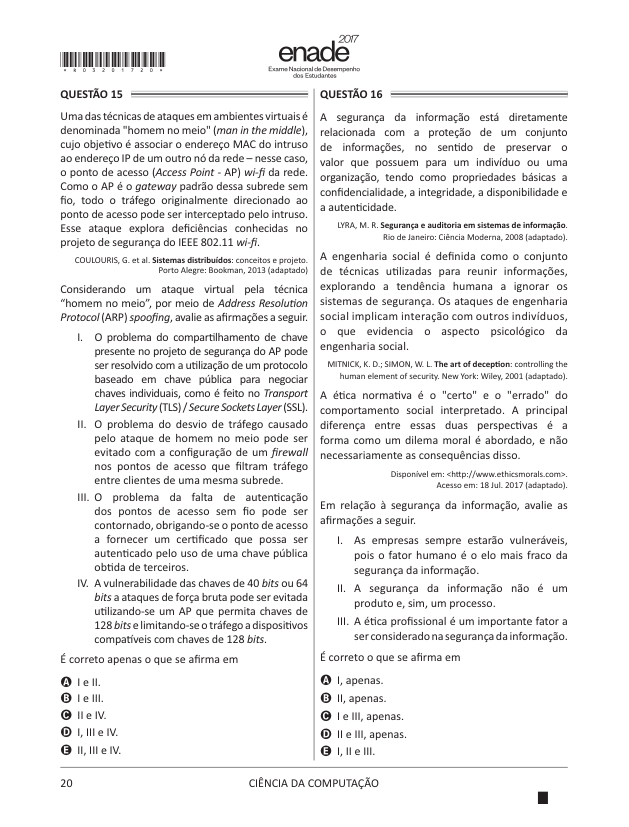 *R03201720*
2017
enade
Exame Nacional de Desempenho
dos Estudantes
QUESTÃO 15
Uma das técnicas de ataques em ambientes virtuais é
denominada "homem no meio" (man in the middle),
cujo objetivo é associar o endereço MAC do intruso
ao endereço IP de um outro nó da rede – nesse caso,
o ponto de acesso (Access Point - AP) wi-fi da rede.
Como o AP é o gateway padrão dessa subrede sem
fio, todo o tráfego originalmente direcionado ao
ponto de acesso pode ser interceptado pelo intruso.
Esse ataque explora deficiências conhecidas no
projeto de segurança do IEEE 802.11 wi-fi.
COULOURIS, G. et al. Sistemas distribuídos: conceitos e projeto.
Porto Alegre: Bookman, 2013 (adaptado)
Considerando um ataque virtual pela técnica
“homem no meio”, por meio de Address Resolution
Protocol (ARP) spoofing, avalie as afirmações a seguir.
I. O problema do compartilhamento de chave
presente no projeto de segurança do AP pode
ser resolvido com a utilização de um protocolo
baseado em chave pública para negociar
chaves individuais, como é feito no Transport
Layer Security (TLS) / Secure Sockets Layer (SSL).
II. O problema do desvio de tráfego causado
pelo ataque de homem no meio pode ser
evitado com a configuração de um firewall
nos pontos de acesso que filtram tráfego
entre clientes de uma mesma subrede.
III. O problema da falta de autenticação
dos pontos de acesso sem fio pode ser
contornado, obrigando-se o ponto de acesso
a fornecer um certificado que possa ser
autenticado pelo uso de uma chave pública
obtida de terceiros.
IV. A vulnerabilidade das chaves de 40 bits ou 64
bits a ataques de força bruta pode ser evitada
utilizando-se um AP que permita chaves de
128 bits e limitando-se o tráfego a dispositivos
compatíveis com chaves de 128 bits.
É correto apenas o que se afirma em
A I e II.
B I e III.
C II e IV.
D I, III e IV.
E II, III e IV.
QUESTÃO 16
A segurança da informação está diretamente
relacionada com a proteção de um conjunto
de informações, no sentido de preservar o
valor que possuem para um indivíduo ou uma
organização, tendo como propriedades básicas a
confidencialidade, a integridade, a disponibilidade e
a autenticidade.
LYRA, M. R. Segurança e auditoria em sistemas de informação.
Rio de Janeiro: Ciência Moderna, 2008 (adaptado).
A engenharia social é definida como o conjunto
de técnicas utilizadas para reunir informações,
explorando a tendência humana a ignorar os
sistemas de segurança. Os ataques de engenharia
social implicam interação com outros indivíduos,
o que evidencia o aspecto psicológico da
engenharia social.
MITNICK, K. D.; SIMON, W. L. The art of deception: controlling the
human element of security. New York: Wiley, 2001 (adaptado).
A ética normativa é o "certo" e o "errado" do
comportamento social interpretado. A principal
diferença entre essas duas perspectivas é a
forma como um dilema moral é abordado, e não
necessariamente as consequências disso.
Disponível em: <http://www.ethicsmorals.com>.
Acesso em: 18 Jul. 2017 (adaptado).
Em relação à segurança da informação, avalie as
afirmações a seguir.
I. As empresas sempre estarão vulneráveis,
pois o fator humano é o elo mais fraco da
segurança da informação.
II. A segurança da informação não é um
produto e, sim, um processo.
III. A ética profissional é um importante fator a
ser considerado na segurança da informação.
É correto o que se afirma em
A I, apenas.
B II, apenas.
C I e III, apenas.
D II e III, apenas.
E I, II e III.
20
CIÊNCIA DA COMPUTAÇÃO